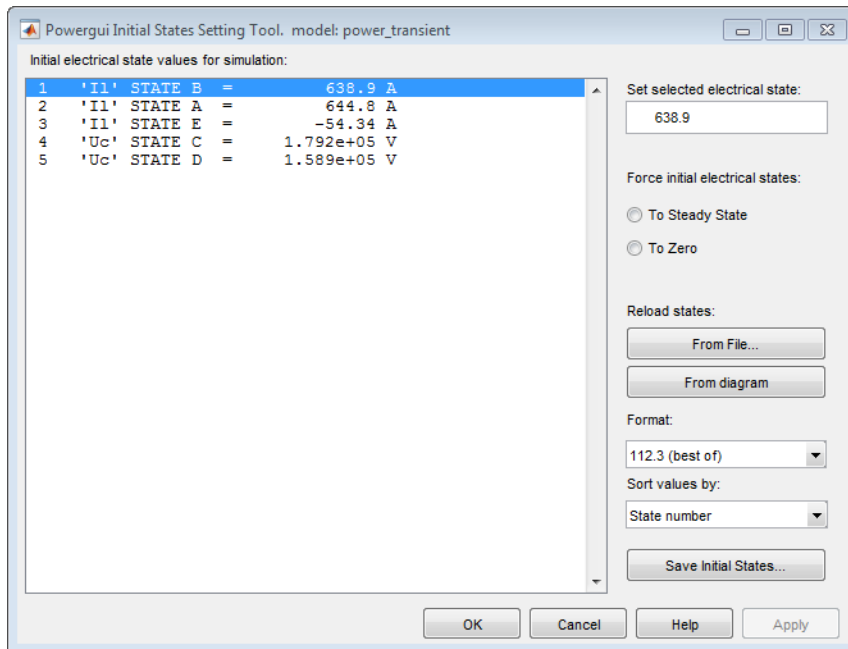 Powergui Initial States Setting Tool. model: power_transient
Initial electrical state values for simulation:
1 'Il' STATE B = 638.9 A
2 'Il' STATE A = 644.8 A
3 'Il' STATE E = -54.34 A
4 'Uc' STATE C = 1.792e+05 V
5 'Uc' STATE D = 1.589e+05 V
Set selected electrical state:
638.9
Force initial electrical states:
To Steady State
To Zero
Reload states:
From File...
From diagram
Format:
112.3 (best of)
Sort values by:
State number
Save Initial States...
OK Cancel Help Apply